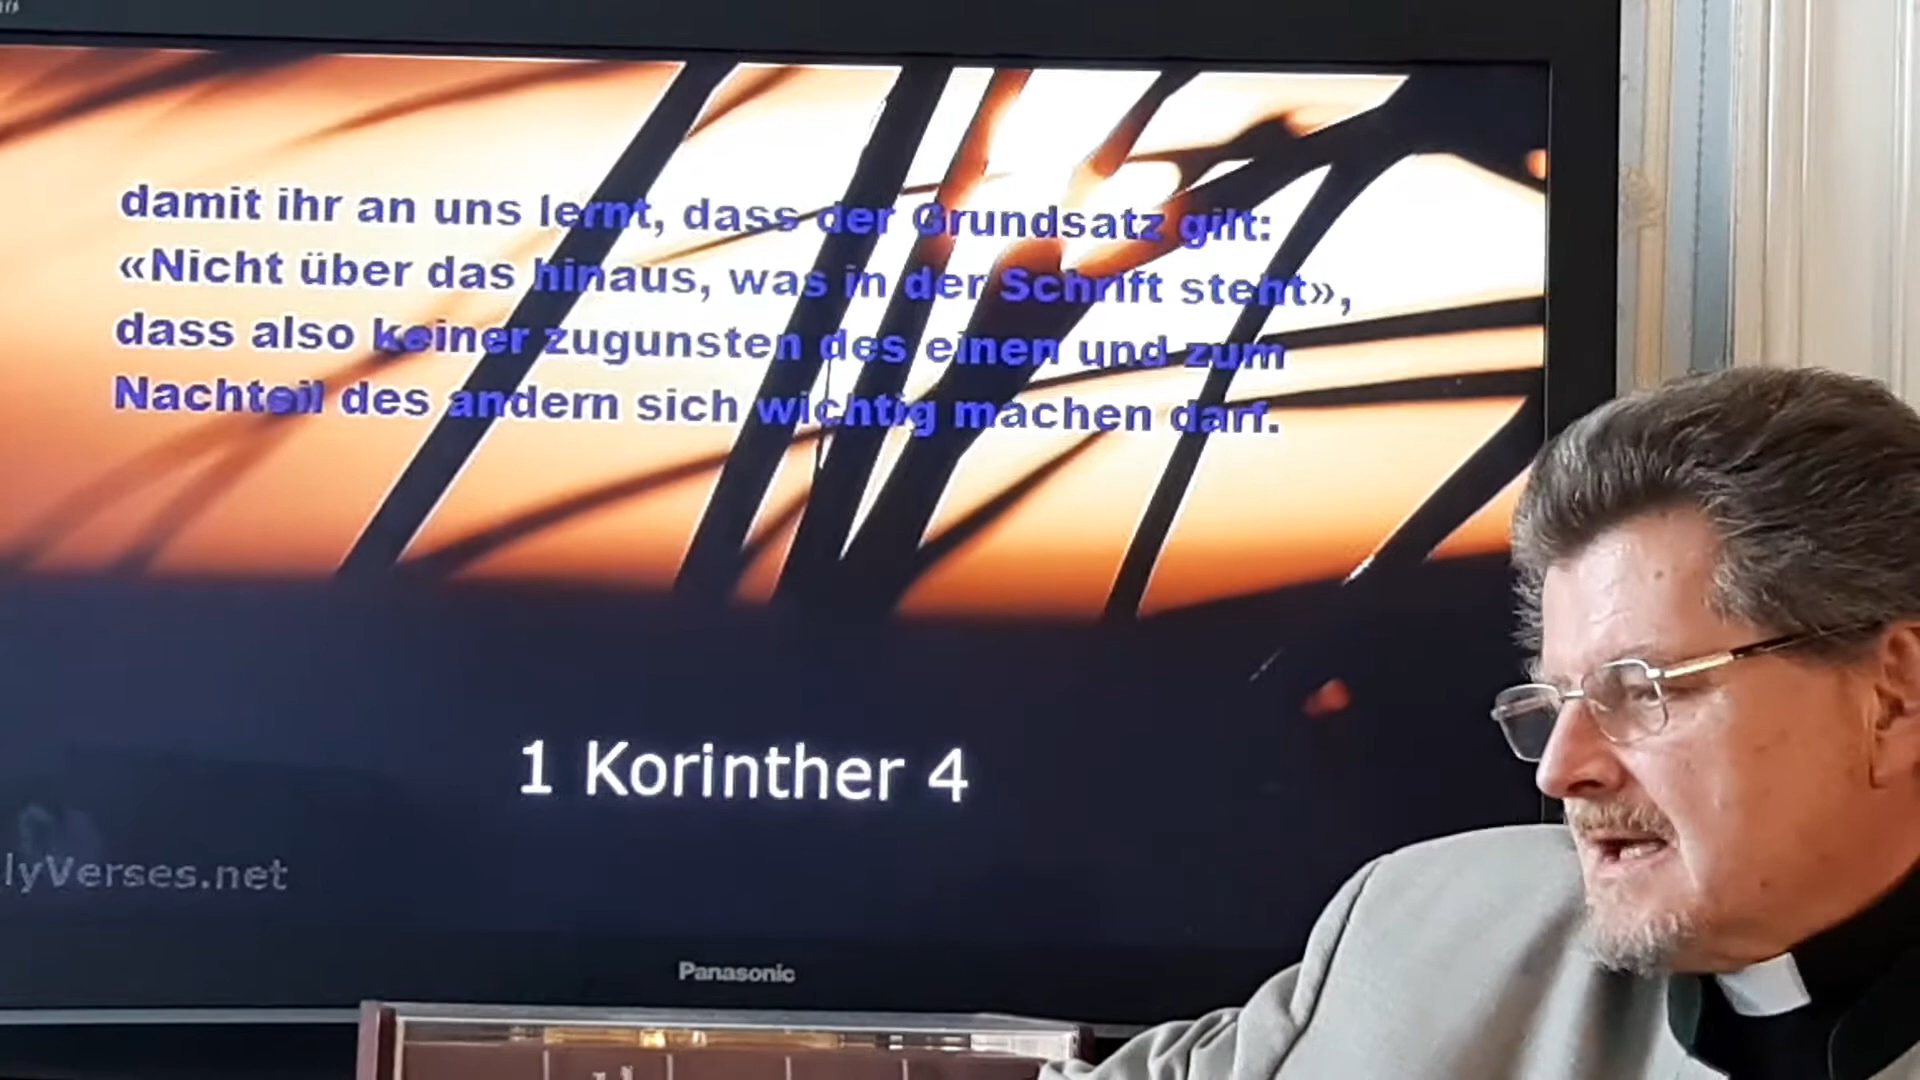 damit ihr an uns lernt, dass der Grundsatz gilt:
«Nicht über das hinaus, was in der Schrift steht»,
dass also keiner zugunsten des einen und zum
Nachteil des andern sich wichtig machen darf.
1 Korinther 4
lyVerses.net
Panasonic